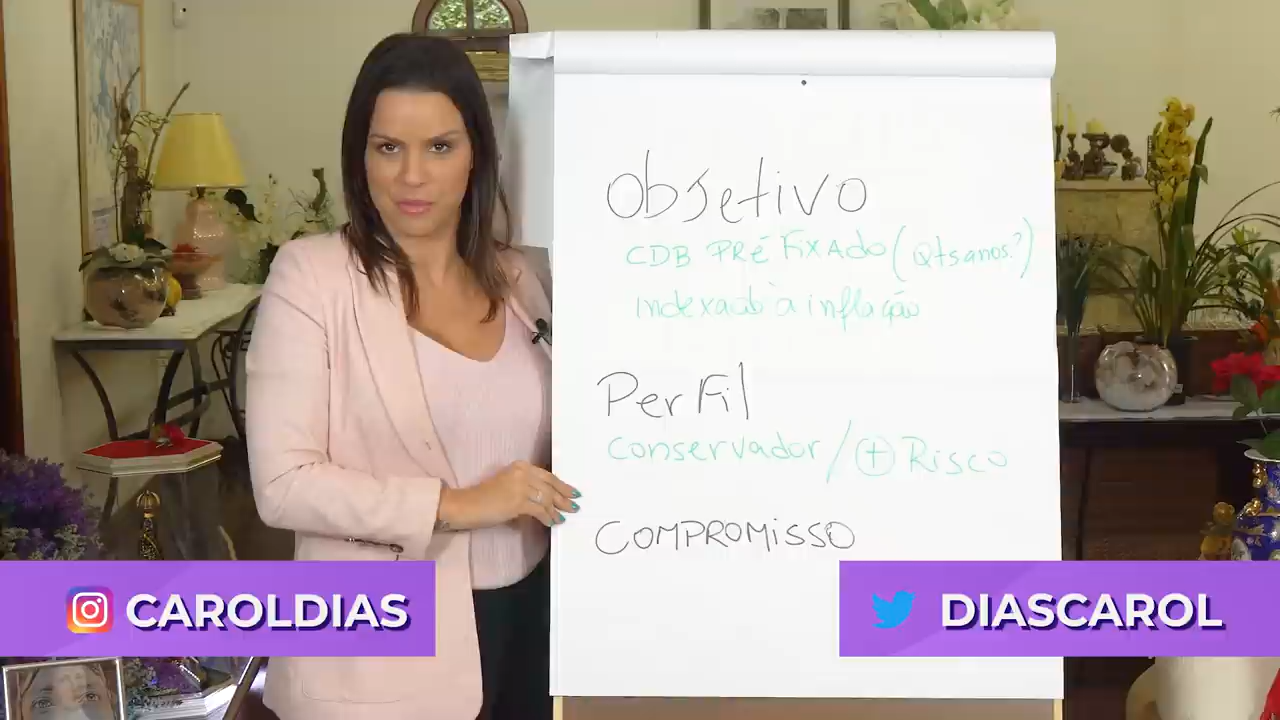 Objetivo
CDB PRÉ FIXADO (Qts anos?)
indexado à inflação
Perfil
conservador / + Risco
COMPROMISSO
CAROLDIAS
DIASCAROL